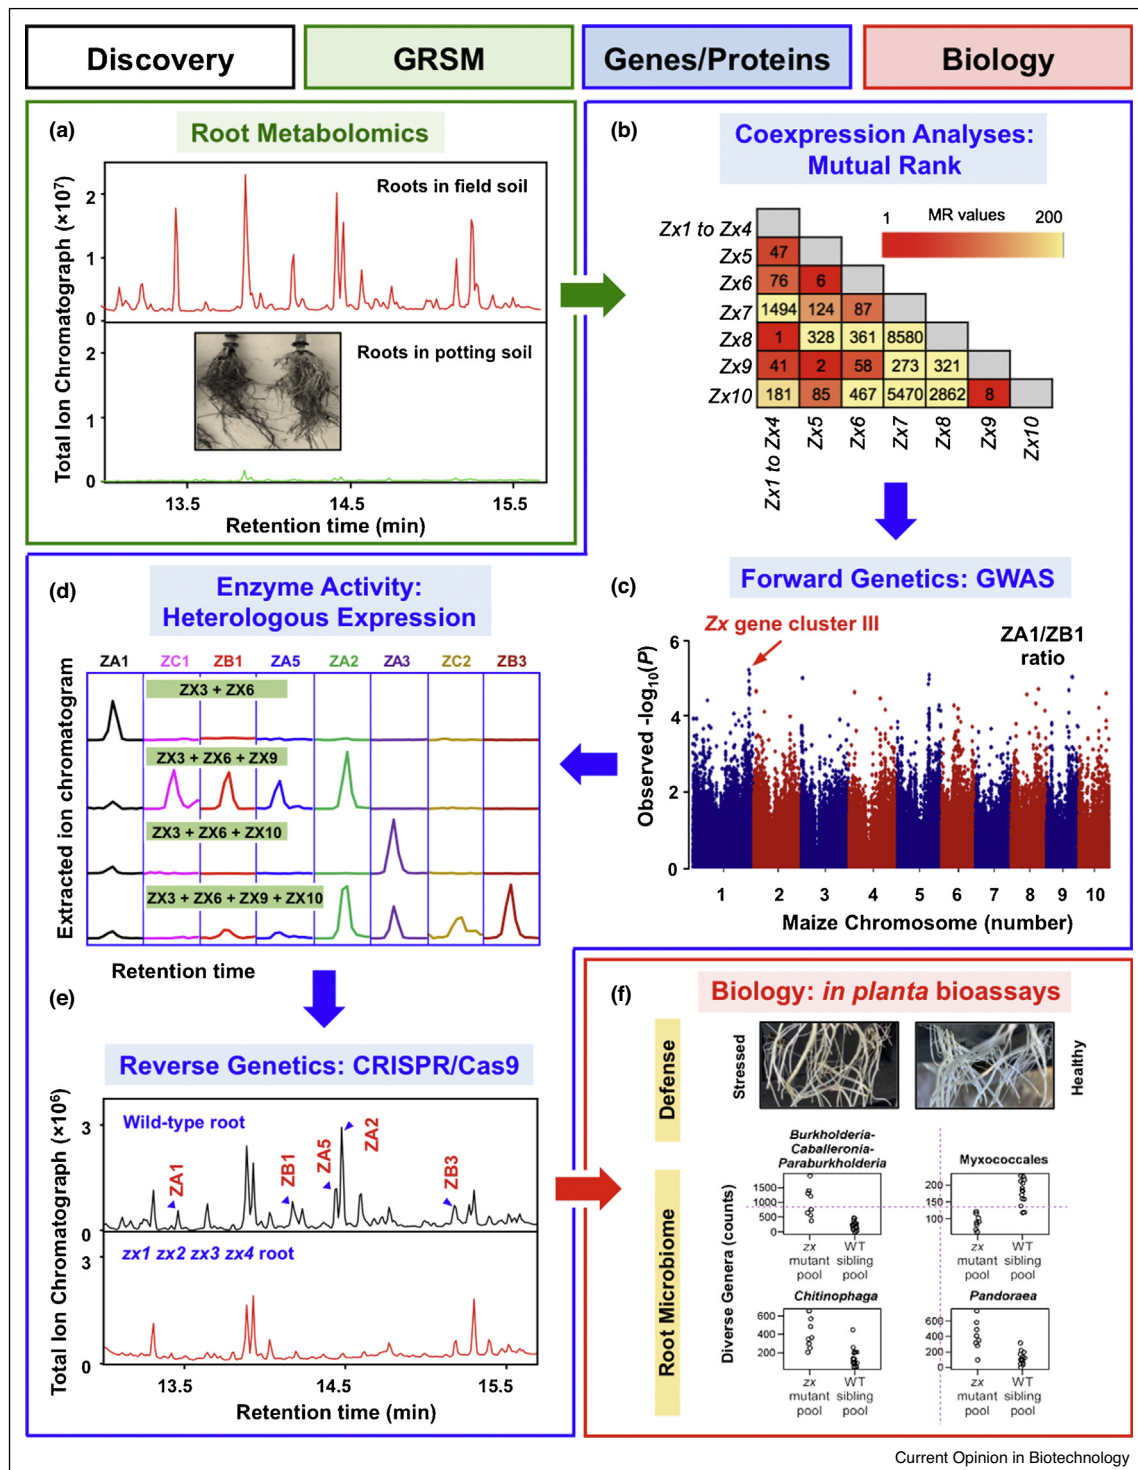 Discovery
GRSM
Genes/Proteins
Biology
(a)
Root Metabolomics
Total Ion Chromatograph (×10⁷)
Roots in field soil
2
1
0
Roots in potting soil
2
1
0
13.5 14.5 15.5
Retention time (min)
(b)
Coexpression Analyses:
Mutual Rank
1 MR values 200
Zx1 to Zx4
Zx5 47
Zx6 76 6
Zx7 1494 124 87
Zx8 1 328 361 8580
Zx9 41 2 58 273 321
Zx10 181 85 467 5470 2862 8
Zx1 to Zx4 Zx5 Zx6 Zx7 Zx8 Zx9 Zx10
(c)
Forward Genetics: GWAS
Zx gene cluster III
ZA1/ZB1
ratio
Observed -log₁₀(P)
6
4
2
0
1 2 3 4 5 6 7 8 9 10
Maize Chromosome (number)
(d)
Enzyme Activity:
Heterologous Expression
ZA1 ZC1 ZB1 ZA5 ZA2 ZA3 ZC2 ZB3
Extracted ion chromatogram
ZX3 + ZX6
ZX3 + ZX6 + ZX9
ZX3 + ZX6 + ZX10
ZX3 + ZX6 + ZX9 + ZX10
Retention time
(e)
Reverse Genetics: CRISPR/Cas9
Total Ion Chromatograph (×10⁶)
3
Wild-type root
ZA1
ZB1
ZA5
ZA2
ZB3
0
3
zx1 zx2 zx3 zx4 root
0
13.5 14.5 15.5
Retention time (min)
(f)
Biology: in planta bioassays
Defense
Stressed
Healthy
Root Microbiome
Diverse Genera (counts)
Burkholderia-
Caballeronia-
Paraburkholderia
1500
1000
500
0
zx WT
mutant sibling
pool pool
Myxococcales
200
100
zx WT
mutant sibling
pool pool
Chitinophaga
600
400
200
zx WT
mutant sibling
pool pool
Pandoraea
600
400
200
0
zx WT
mutant sibling
pool pool
Current Opinion in Biotechnology